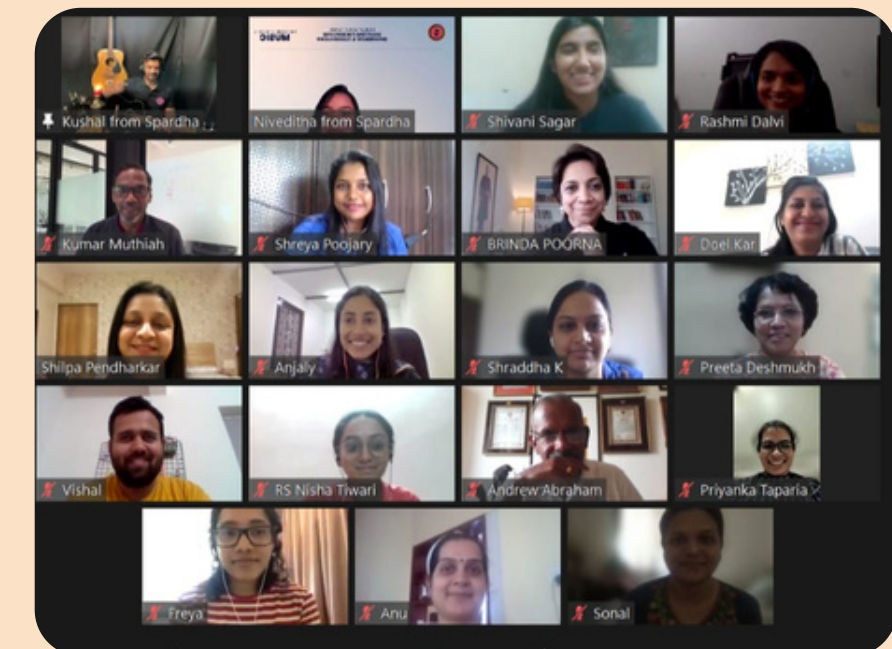 MUSIC
Kushal from Spardha
Niveditha from Spardha
Shivani Sagar
Rashmi Dalvi
Kumar Muthiah
Shreya Poojary
BRINDA POORNA
Doel Kar
Shilpa Pendharkar
Anjaly
Shraddha K
Preeta Deshmukh
Vishal
RS Nisha Tiwari
Andrew Abraham
Priyanka Taparia
Freya
Anu
Sonal